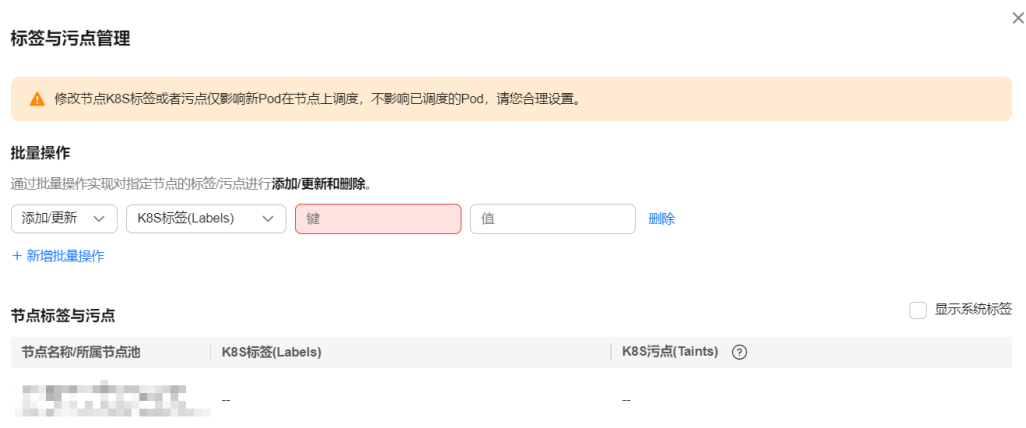 标签与污点管理
修改节点K8S标签或者污点仅影响新Pod在节点上调度，不影响已调度的Pod，请您合理设置。
批量操作
通过批量操作实现对指定节点的标签/污点进行添加/更新和删除。
添加/更新 K8S标签(Labels) 键 值 删除
+ 新增批量操作
节点标签与污点 显示系统标签
节点名称/所属节点池 K8S标签(Labels) K8S污点(Taints) ?
-- --